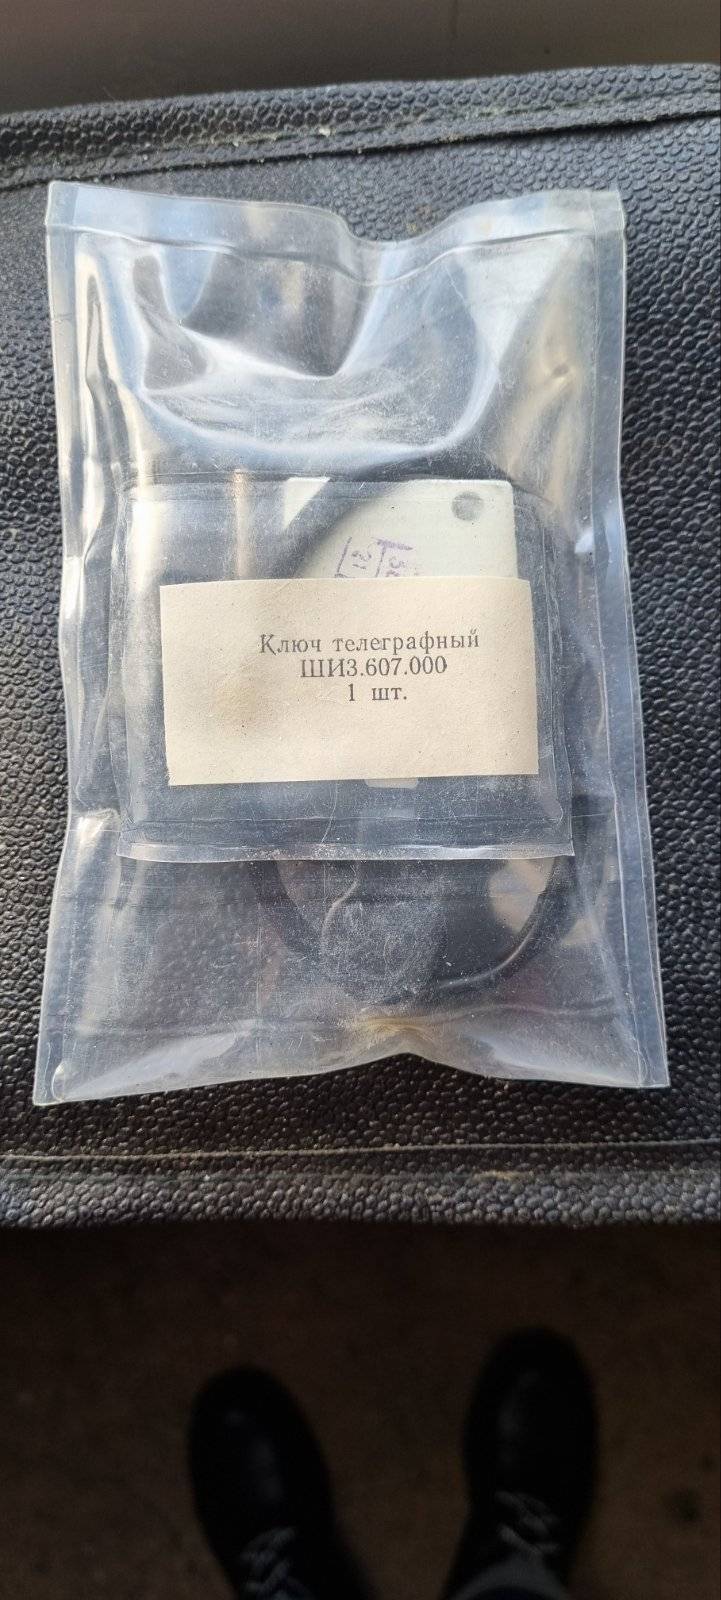 Ключ телеграфный
ШИ3.607.000
1 шт.